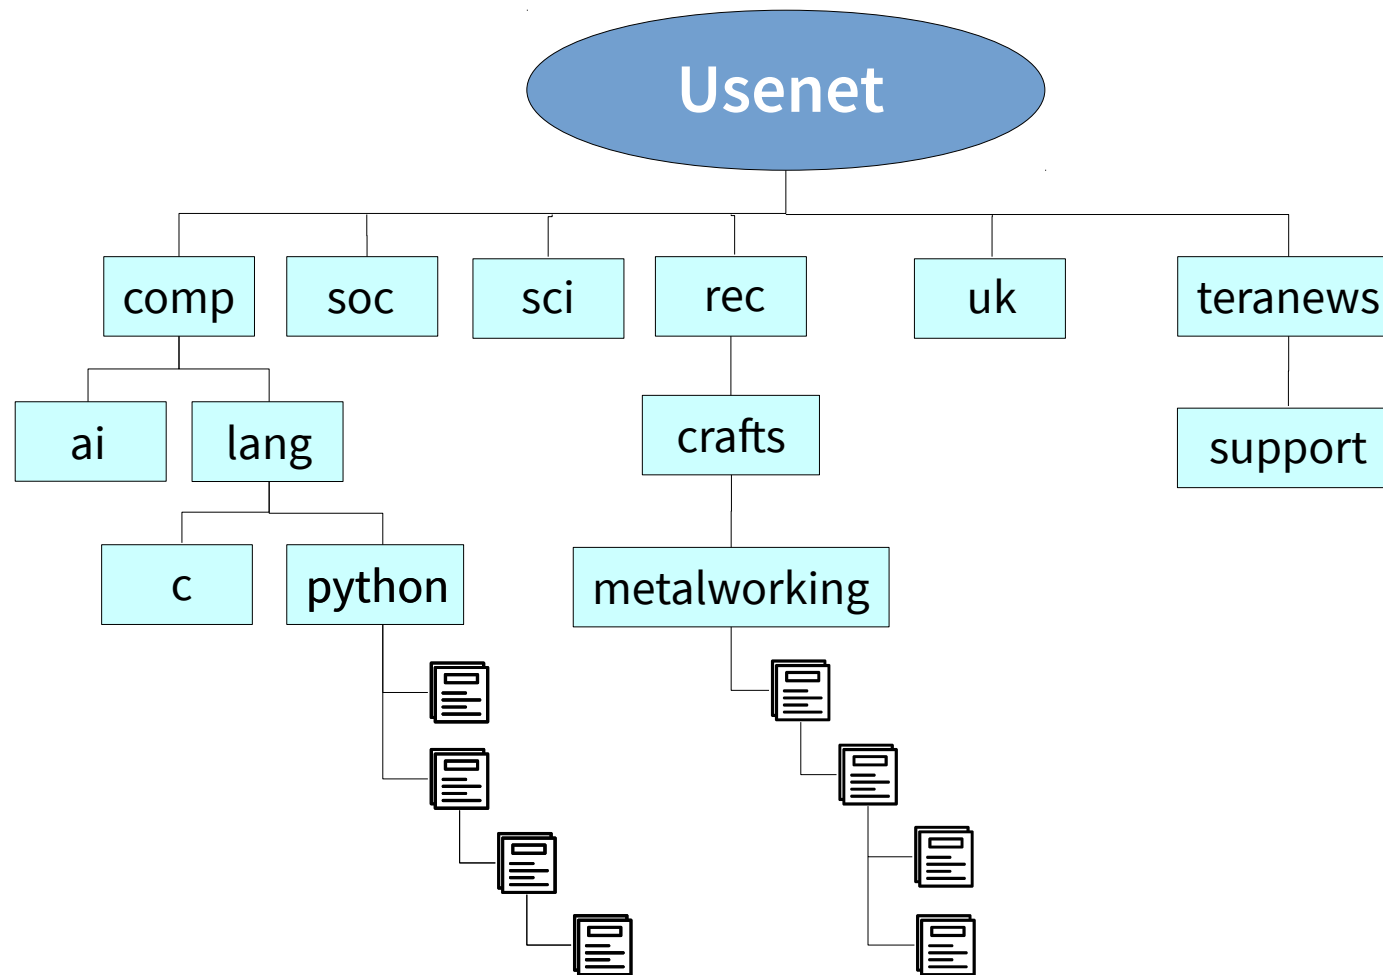 Usenet
comp
soc
sci
rec
uk
teranews
ai
lang
crafts
support
c
python
metalworking